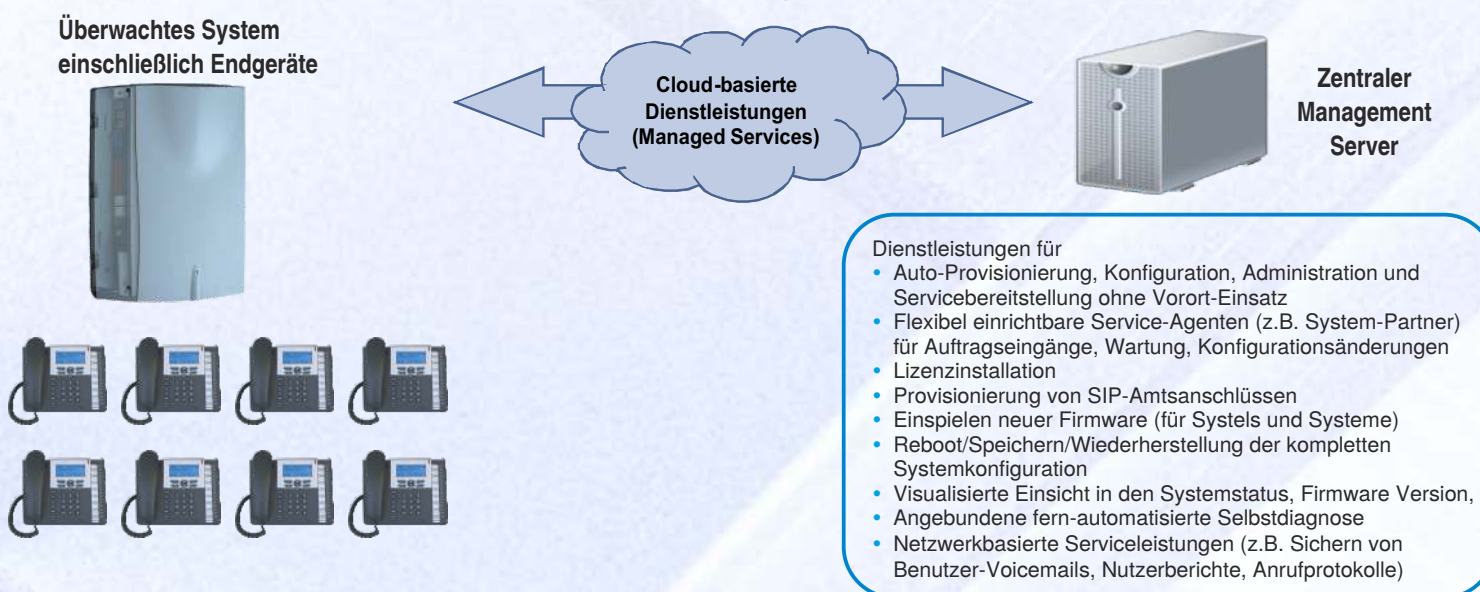 Überwachtes System
einschließlich Endgeräte
Cloud-basierte
Dienstleistungen
(Managed Services)
Zentraler
Management
Server
Dienstleistungen für
• Auto-Provisionierung, Konfiguration, Administration und
Servicebereitstellung ohne Vorort-Einsatz
• Flexibel einrichtbare Service-Agenten (z.B. System-Partner)
für Auftragseingänge, Wartung, Konfigurationsänderungen
• Lizenzinstallation
• Provisionierung von SIP-Amtsanschlüssen
• Einspielen neuer Firmware (für Systels und Systeme)
• Reboot/Speichern/Wiederherstellung der kompletten
Systemkonfiguration
• Visualisierte Einsicht in den Systemstatus, Firmware Version,
• Angebundene fern-automatisierte Selbstdiagnose
• Netzwerkbasierte Serviceleistungen (z.B. Sichern von
Benutzer-Voicemails, Nutzerberichte, Anrufprotokolle)